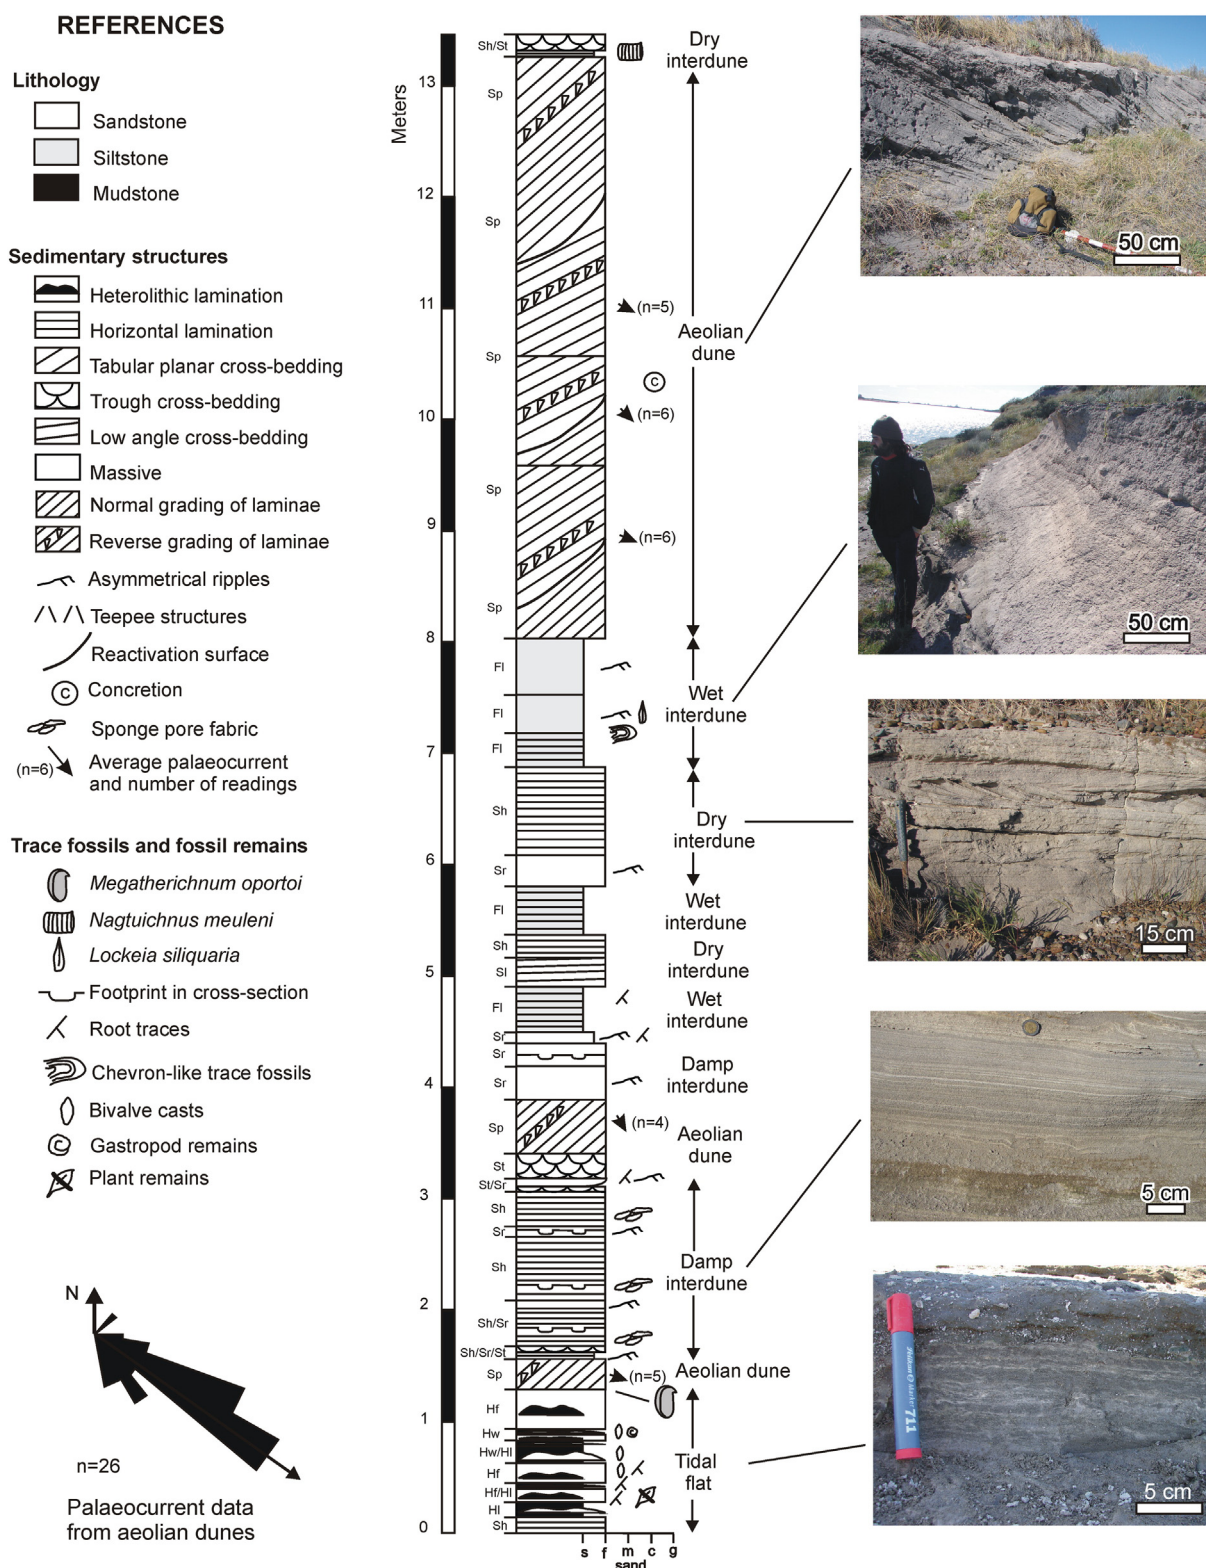 REFERENCES
Lithology
Sandstone
Siltstone
Mudstone
Sedimentary structures
Heterolithic lamination
Horizontal lamination
Tabular planar cross-bedding
Trough cross-bedding
Low angle cross-bedding
Massive
Normal grading of laminae
Reverse grading of laminae
Asymmetrical ripples
Teepee structures
Reactivation surface
C Concretion
Sponge pore fabric
(n=6) Average palaeocurrent
and number of readings
Trace fossils and fossil remains
Megatherichnum oportoi
Nagtuichnus meuleni
Lockeia siliquaria
Footprint in cross-section
Root traces
Chevron-like trace fossils
Bivalve casts
Gastropod remains
Plant remains
N
n=26
Palaeocurrent data
from aeolian dunes
Meters
13
12
11
10
9
8
7
6
5
4
3
2
1
0
Sh/St
Sp
Sp
Sp
Sp
Sp
Fl
Fl
Fl
Sh
Sr
Fl
Sh
Sl
Fl
Sr
Sr
Sr
Sp
St
St/Sr
Sh
Sr
Sh
Sh/Sr
Sh/Sr/St
Sp
Hf
Hw
Hw/Hl
Hf
Hf/Hl
Hl
Sh
s f m c g
sand
(n=5)
C
(n=6)
(n=6)
(n=4)
(n=5)
Dry
interdune
Aeolian
dune
Wet
interdune
Dry
interdune
Wet
interdune
Dry
interdune
Wet
interdune
Damp
interdune
Aeolian
dune
Damp
interdune
Aeolian dune
Tidal
flat
50 cm
50 cm
15 cm
5 cm
711
5 cm